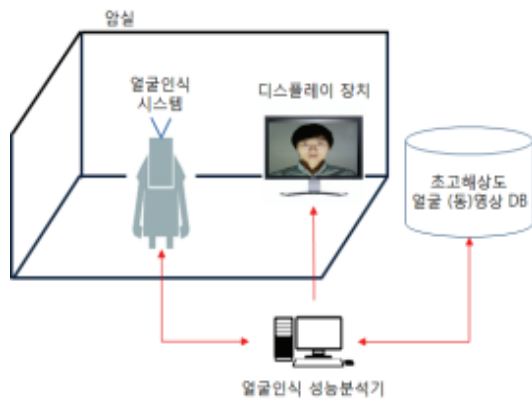 암실
얼굴인식
시스템
디스플레이 장치
초고해상도
얼굴 (동)영상 DB
얼굴인식 성능분석기